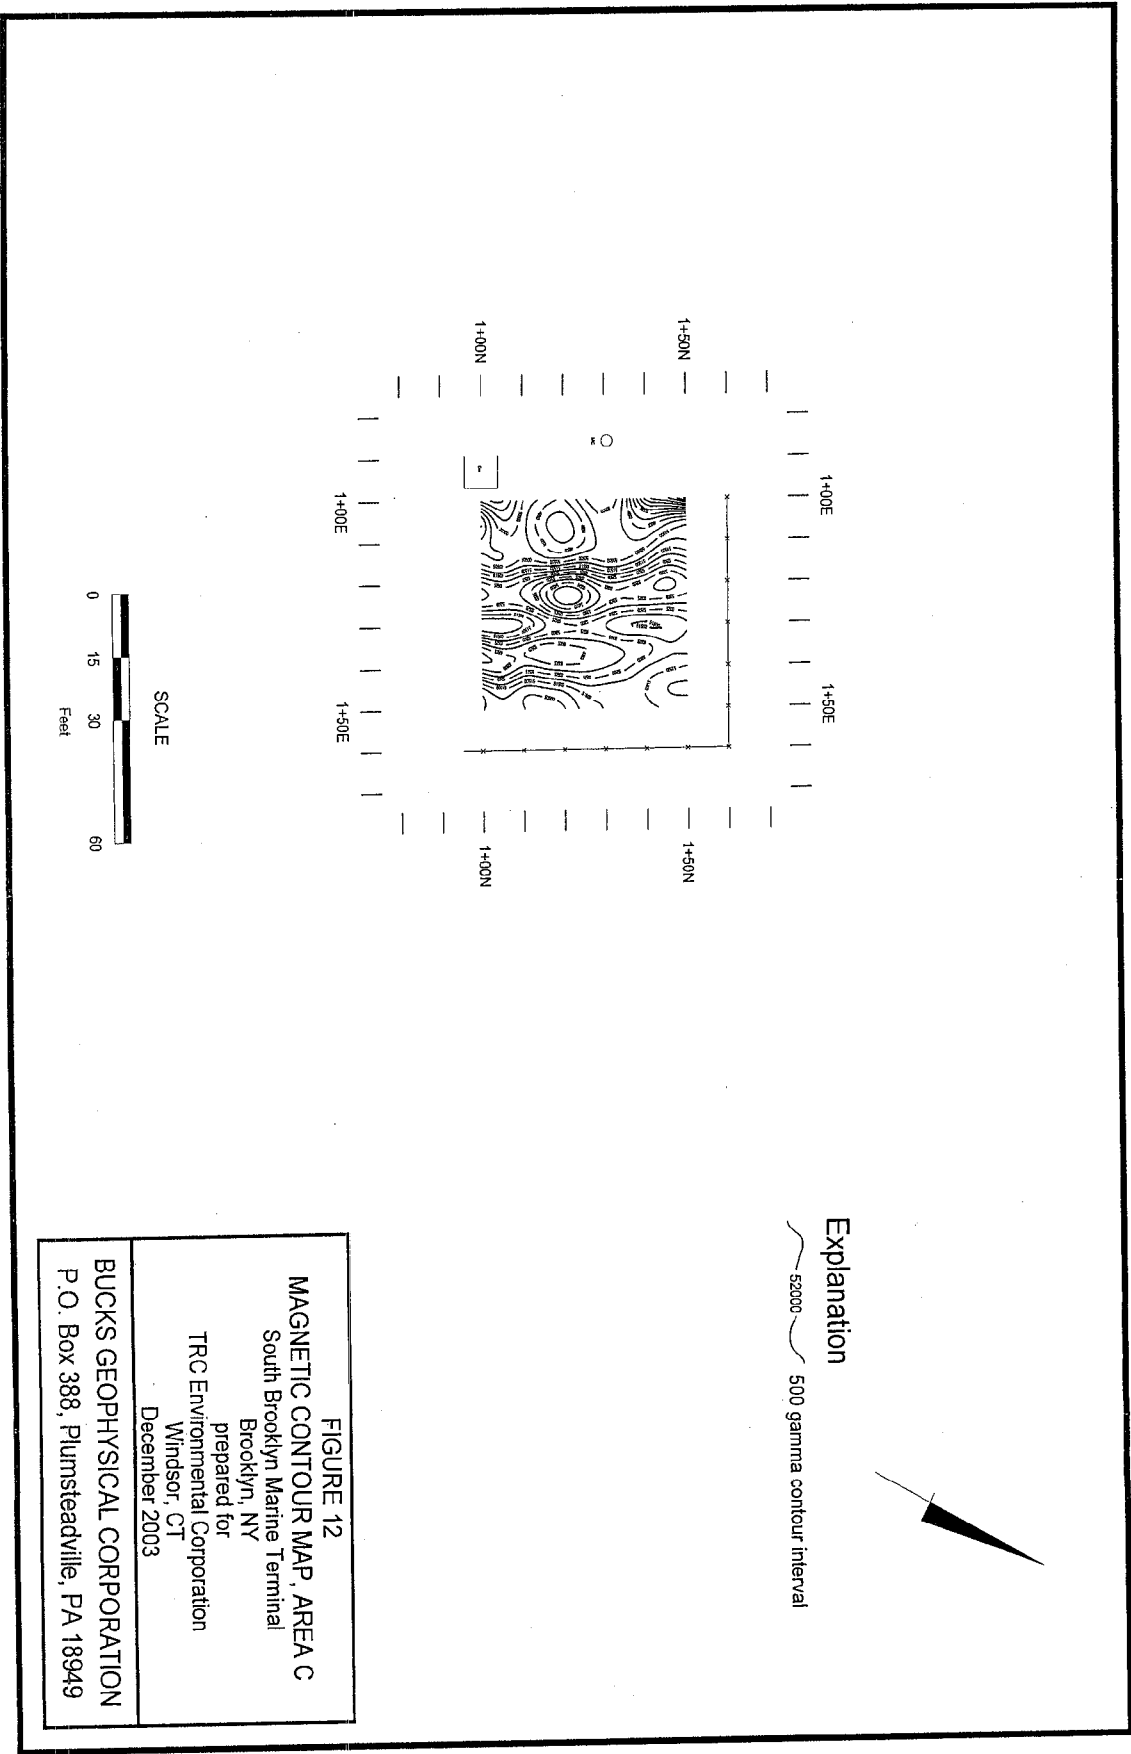 1+00E
1+50E
1+50N
1+50N
1+00N
1+00N
1+00E
1+50E
SCALE
0 15 30 60
Feet
Explanation
52000 500 gamma contour interval
FIGURE 12
MAGNETIC CONTOUR MAP, AREA C
South Brooklyn Marine Terminal
Brooklyn, NY
prepared for
TRC Environmental Corporation
Windsor, CT
December 2003
BUCKS GEOPHYSICAL CORPORATION
P.O. Box 388, Plumsteadville, PA 18949